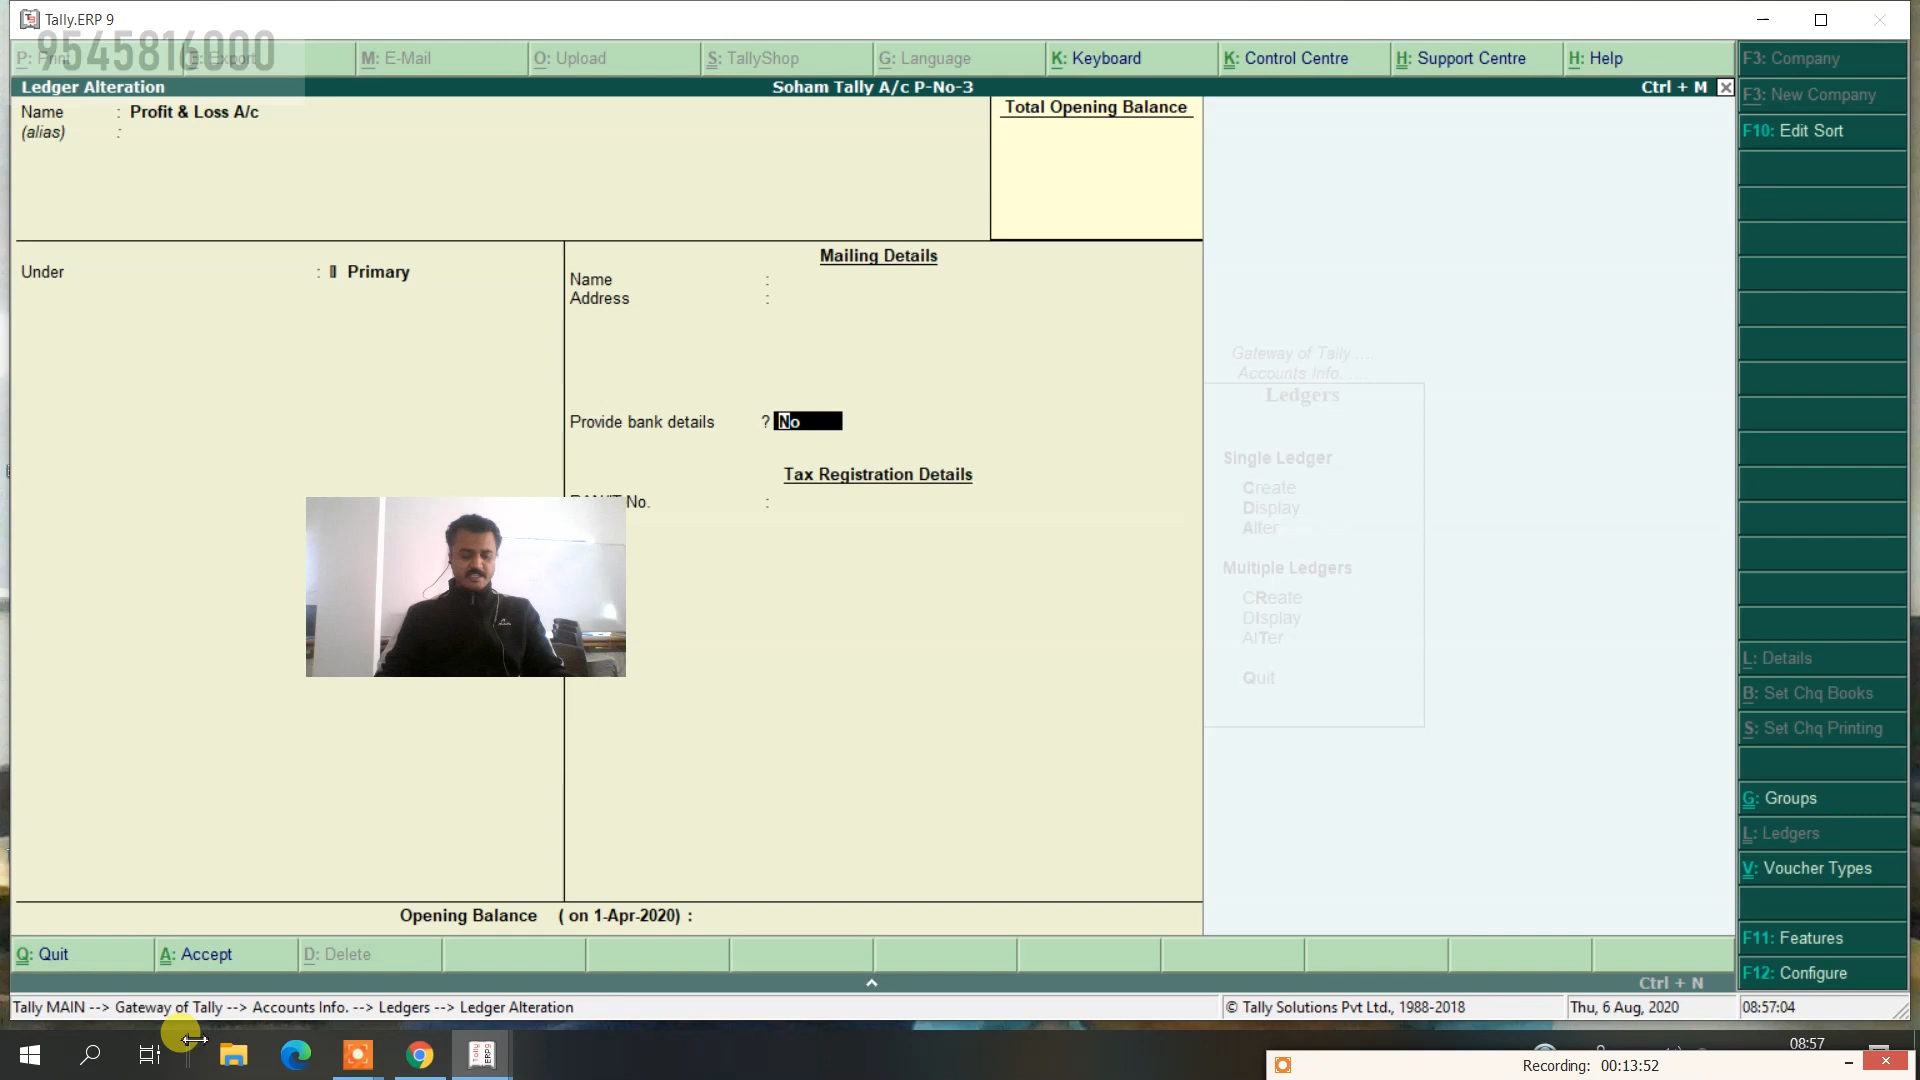 Tally.ERP 9
9545816000
P: Print
E: Export
M: E-Mail
O: Upload
S: TallyShop
G: Language
K: Keyboard
K: Control Centre
H: Support Centre
H: Help
Ledger Alteration
Soham Tally A/c P-No-3
Ctrl + M
Name : Profit & Loss A/c
(alias) :
Total Opening Balance
Under : Primary
Mailing Details
Name :
Address :
Provide bank details ? No
Tax Registration Details
No. :
Gateway of Tally.....
Accounts Info.....
Ledgers
Single Ledger
Create
Display
Alter
Multiple Ledgers
CReate
DIsplay
AlTer
Quit
Opening Balance ( on 1-Apr-2020) :
F3: Company
F3: New Company
F10: Edit Sort
L: Details
B: Set Chq Books
S: Set Chq Printing
G: Groups
L: Ledgers
V: Voucher Types
F11: Features
F12: Configure
Q: Quit
A: Accept
D: Delete
Ctrl + N
Tally MAIN --> Gateway of Tally --> Accounts Info. --> Ledgers --> Ledger Alteration
© Tally Solutions Pvt Ltd., 1988-2018
Thu, 6 Aug, 2020
08:57:04
Tally ERP9
08:57
Recording: 00:13:52